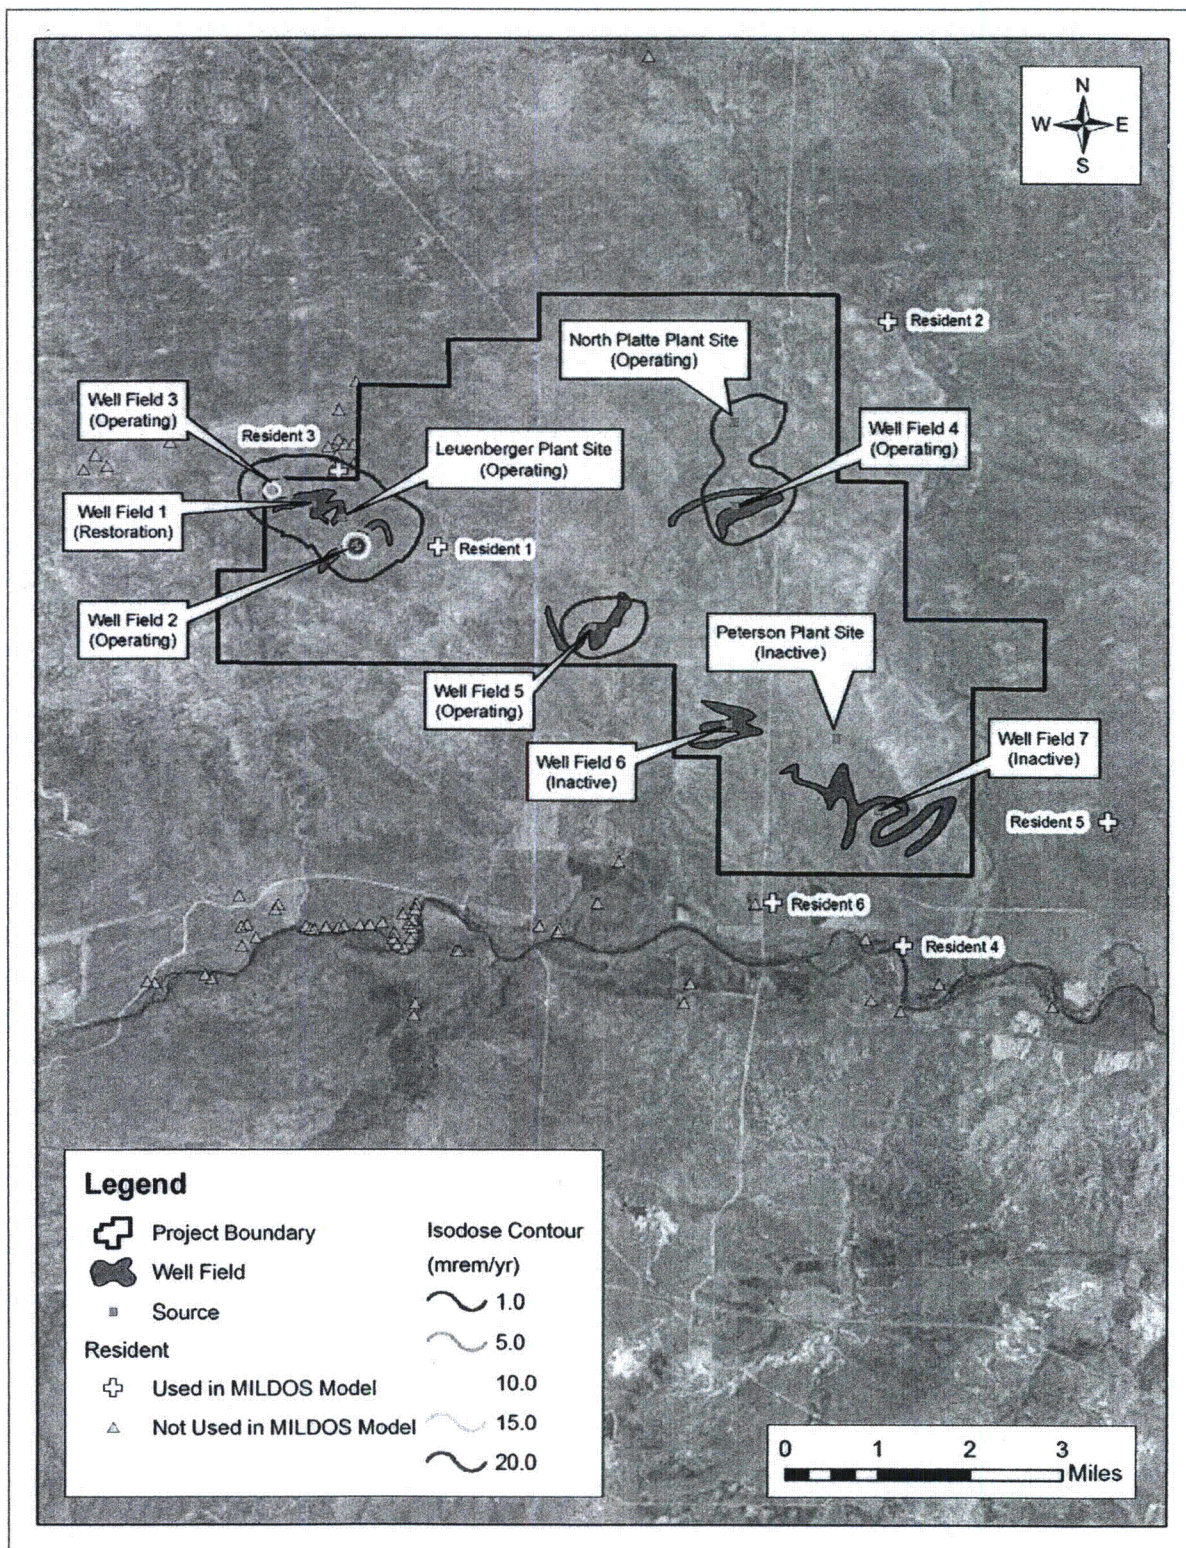 N
W E
S
Resident 2
North Platte Plant Site
(Operating)
Well Field 3
(Operating)
Resident 3
Leuenberger Plant Site
(Operating)
Well Field 4
(Operating)
Well Field 1
(Restoration)
Resident 1
Well Field 2
(Operating)
Peterson Plant Site
(Inactive)
Well Field 5
(Operating)
Well Field 6
(Inactive)
Well Field 7
(Inactive)
Resident 5
Resident 6
Resident 4
Legend
Project Boundary
Well Field
Source
Resident
Used in MILDOS Model
Not Used in MILDOS Model
Isodose Contour
(mrem/yr)
1.0
5.0
10.0
15.0
20.0
0 1 2 3
Miles